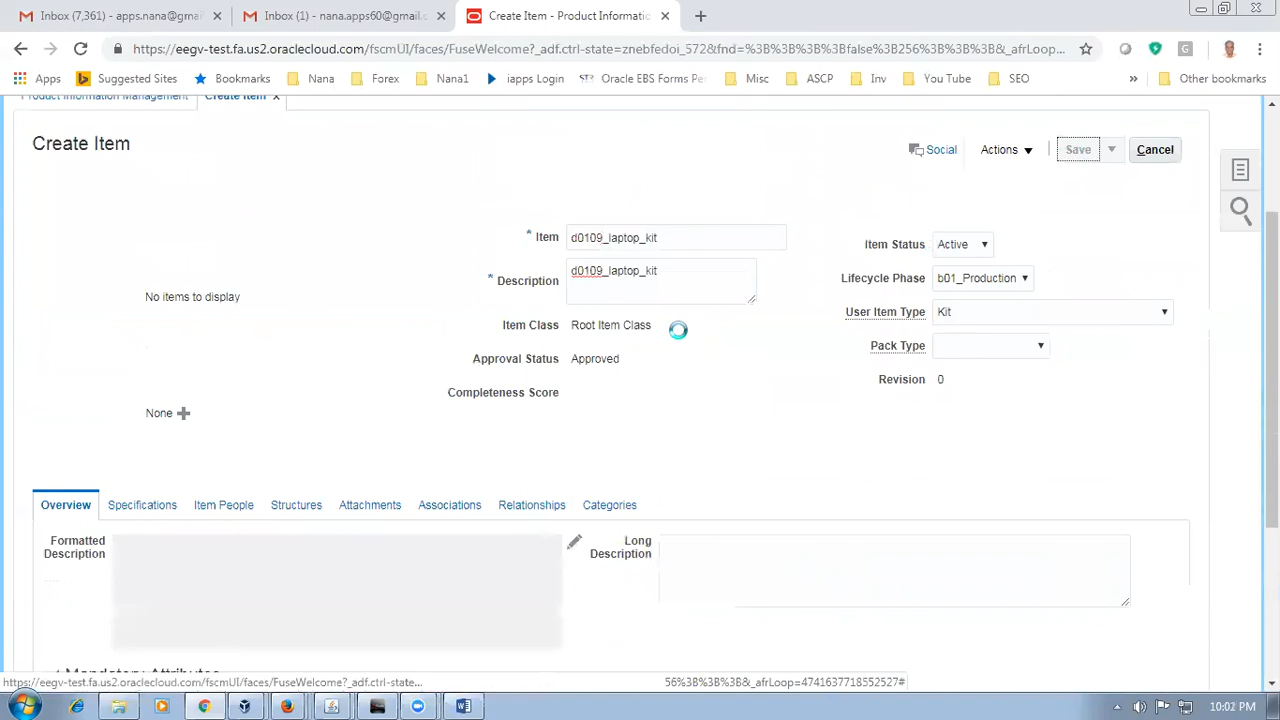 Inbox (7,361) - apps.nana@gma
Inbox (1) - nana.apps60@gmail.c
Create Item - Product Informatio
https://eegv-test.fa.us2.oraclecloud.com/fscmUI/faces/FuseWelcome?_adf.ctrl-state=znebfedoi_572&fnd=%3B%3B%3B%3Bfalse%3B256%3B%3B%3B&_afrLoop...
G
Apps
Suggested Sites
Bookmarks
Nana
Forex
Nana1
iapps Login
Oracle EBS Forms Pe
Misc
ASCP
Inv
You Tube
SEO
»
Other bookmarks
Product Information Management
Create Item ×
Create Item
Social
Actions
Save
Cancel
* Item d0109_laptop_kit
* Description d0109_laptop_kit
Item Class Root Item Class
Approval Status Approved
Completeness Score
Item Status Active
Lifecycle Phase b01_Production
User Item Type Kit
Pack Type
Revision 0
No items to display
None
Overview
Specifications
Item People
Structures
Attachments
Associations
Relationships
Categories
Formatted Description
Long Description
Mandatory Attributes
https://eegv-test.fa.us2.oraclecloud.com/fscmUI/faces/FuseWelcome?_adf.ctrl-state...
56%3B%3B%3B&_afrLoop=4741637718552527#
10:02 PM